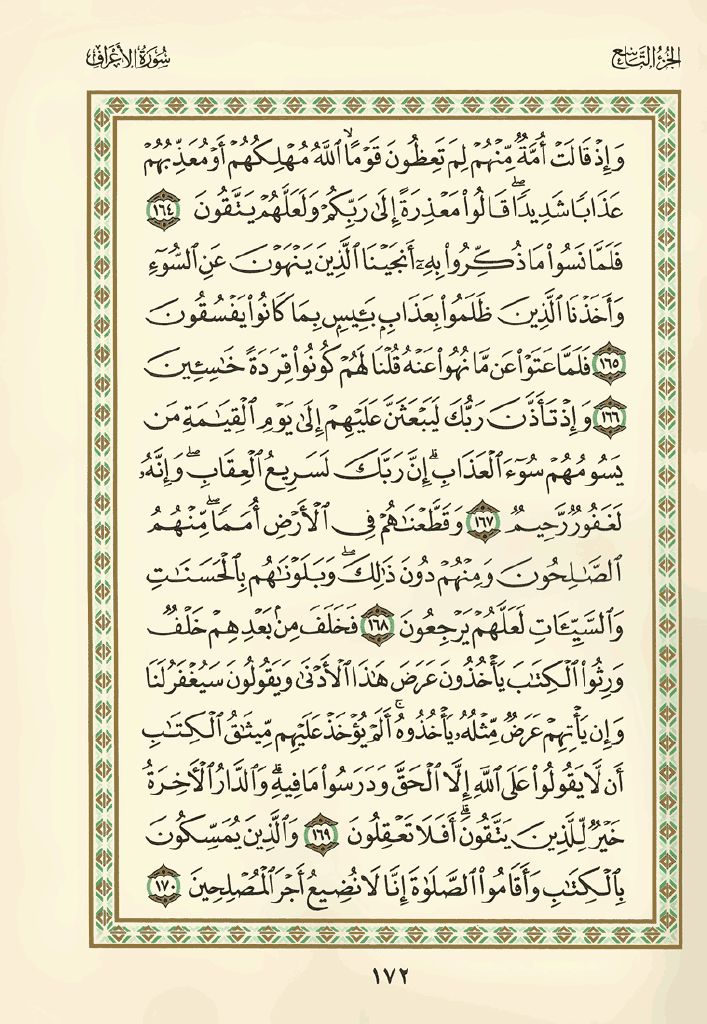 الجزء التاسع
سورة الأعراف
وَإِذْ قَالَتْ أُمَّةٌ مِّنْهُمْ لِمَ تَعِظُونَ قَوْمًا ۙ اللَّهُ مُهْلِكُهُمْ أَوْ مُعَذِّبُهُمْ
عَذَابًا شَدِيدًا ۖ قَالُوا۟ مَعْذِرَةً إِلَىٰ رَبِّكُمْ وَلَعَلَّهُمْ يَتَّقُونَ ١٦٤
فَلَمَّا نَسُوا۟ مَا ذُكِّرُوا۟ بِهِۦٓ أَنجَيْنَا ٱلَّذِينَ يَنْهَوْنَ عَنِ ٱلسُّوٓءِ
وَأَخَذْنَا ٱلَّذِينَ ظَلَمُوا۟ بِعَذَابٍۭ بَـِٔيسٍۭ بِمَا كَانُوا۟ يَفْسُقُونَ
١٦٥ فَلَمَّا عَتَوْا۟ عَن مَّا نُهُوا۟ عَنْهُ قُلْنَا لَهُمْ كُونُوا۟ قِرَدَةً خَـٰسِـِٔينَ
١٦٦ وَإِذْ تَأَذَّنَ رَبُّكَ لَيَبْعَثَنَّ عَلَيْهِمْ إِلَىٰ يَوْمِ ٱلْقِيَـٰمَةِ مَن
يَسُومُهُمْ سُوٓءَ ٱلْعَذَابِ ۗ إِنَّ رَبَّكَ لَسَرِيعُ ٱلْعِقَابِ ۖ وَإِنَّهُۥ
لَغَفُورٌ رَّحِيمٌ ١٦٧ وَقَطَّعْنَـٰهُمْ فِى ٱلْأَرْضِ أُمَمًا ۖ مِّنْهُمُ
ٱلصَّـٰلِحُونَ وَمِنْهُمْ دُونَ ذَٰلِكَ ۖ وَبَلَوْنَـٰهُم بِٱلْحَسَنَـٰتِ
وَٱلسَّيِّـَٔاتِ لَعَلَّهُمْ يَرْجِعُونَ ١٦٨ فَخَلَفَ مِنۢ بَعْدِهِمْ خَلْفٌ
وَرِثُوا۟ ٱلْكِتَـٰبَ يَأْخُذُونَ عَرَضَ هَـٰذَا ٱلْأَدْنَىٰ وَيَقُولُونَ سَيُغْفَرُ لَنَا
وَإِن يَأْتِهِمْ عَرَضٌ مِّثْلُهُۥ يَأْخُذُوهُ ۚ أَلَمْ يُؤْخَذْ عَلَيْهِم مِّيثَـٰقُ ٱلْكِتَـٰبِ
أَن لَّا يَقُولُوا۟ عَلَى ٱللَّهِ إِلَّا ٱلْحَقَّ وَدَرَسُوا۟ مَا فِيهِ ۗ وَٱلدَّارُ ٱلْـَٔاخِرَةُ
خَيْرٌ لِّلَّذِينَ يَتَّقُونَ ۗ أَفَلَا تَعْقِلُونَ ١٦٩ وَٱلَّذِينَ يُمَسِّكُونَ
بِٱلْكِتَـٰبِ وَأَقَامُوا۟ ٱلصَّلَوٰةَ إِنَّا لَا نُضِيعُ أَجْرَ ٱلْمُصْلِحِينَ ١٧٠
١٧٢